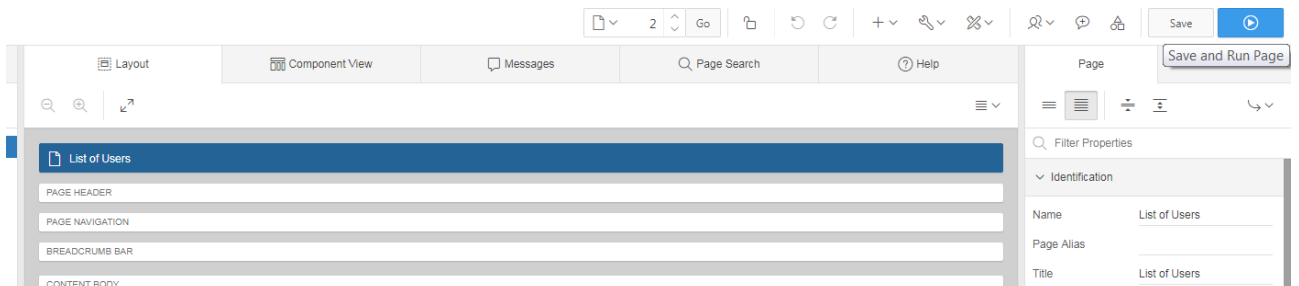 2 Go Save
Save and Run Page
Layout Component View Messages Page Search Help Page
Filter Properties
List of Users
Identification
PAGE HEADER
Name List of Users
PAGE NAVIGATION
Page Alias
BREADCRUMB BAR
Title List of Users
CONTENT BODY